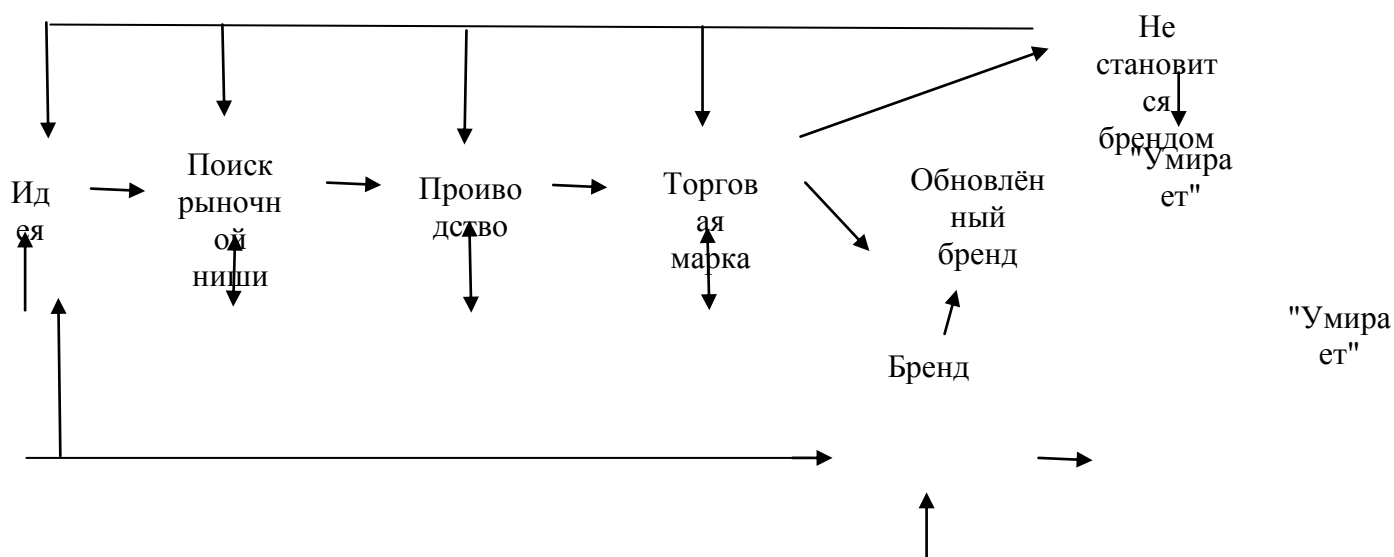 Не
становит
ся
брендом
"Умира
ет"
Ид
ея
Поиск
рыночн
ой
ниши
Проиво
дство
Торгов
ая
марка
Обновлён
ный
бренд
Бренд
"Умира
ет"